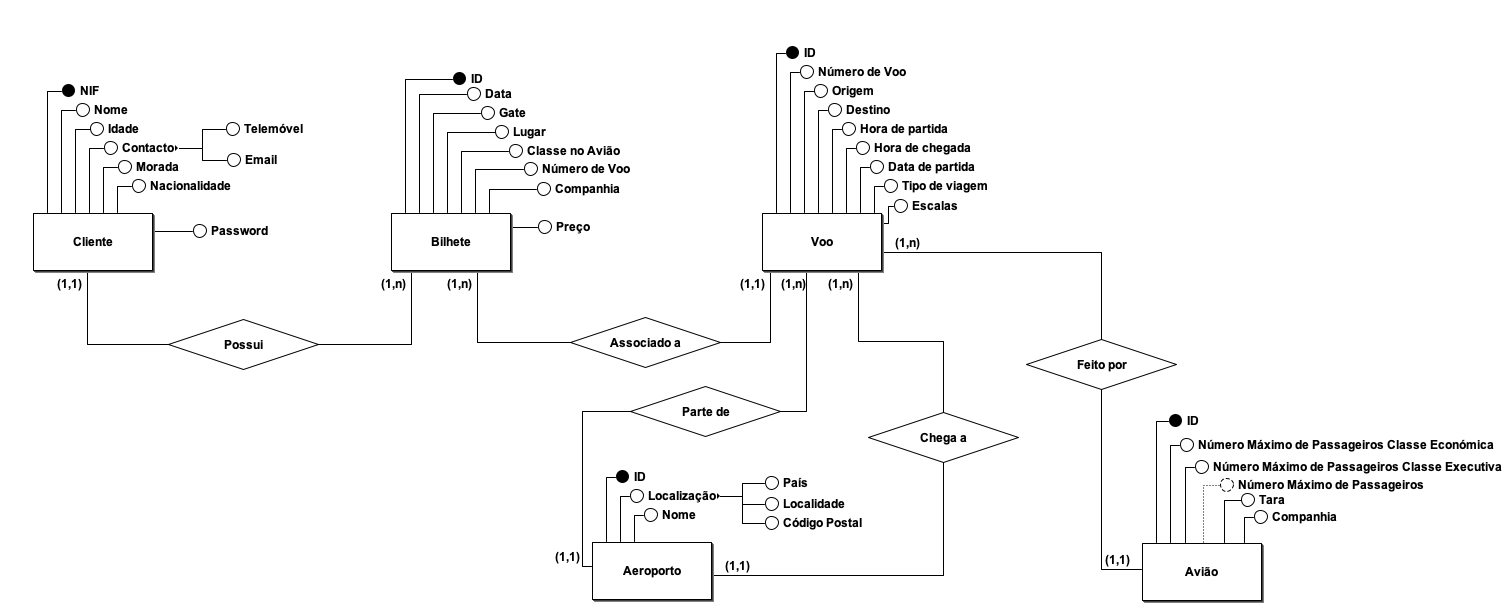 NIF
Nome
Idade
Contacto
Telemóvel
Email
Morada
Nacionalidade
Password
Cliente
(1,1)
ID
Data
Gate
Lugar
Classe no Avião
Número de Voo
Companhia
Preço
Bilhete
(1,n)
(1,n)
ID
Número de Voo
Origem
Destino
Hora de partida
Hora de chegada
Data de partida
Tipo de viagem
Escalas
Voo
(1,n)
(1,1)
(1,n)
(1,n)
Possui
Associado a
Feito por
Parte de
Chega a
ID
Localização
País
Localidade
Código Postal
Nome
Aeroporto
(1,1)
(1,1)
ID
Número Máximo de Passageiros Classe Económica
Número Máximo de Passageiros Classe Executiva
Número Máximo de Passageiros
Tara
Companhia
Avião
(1,1)